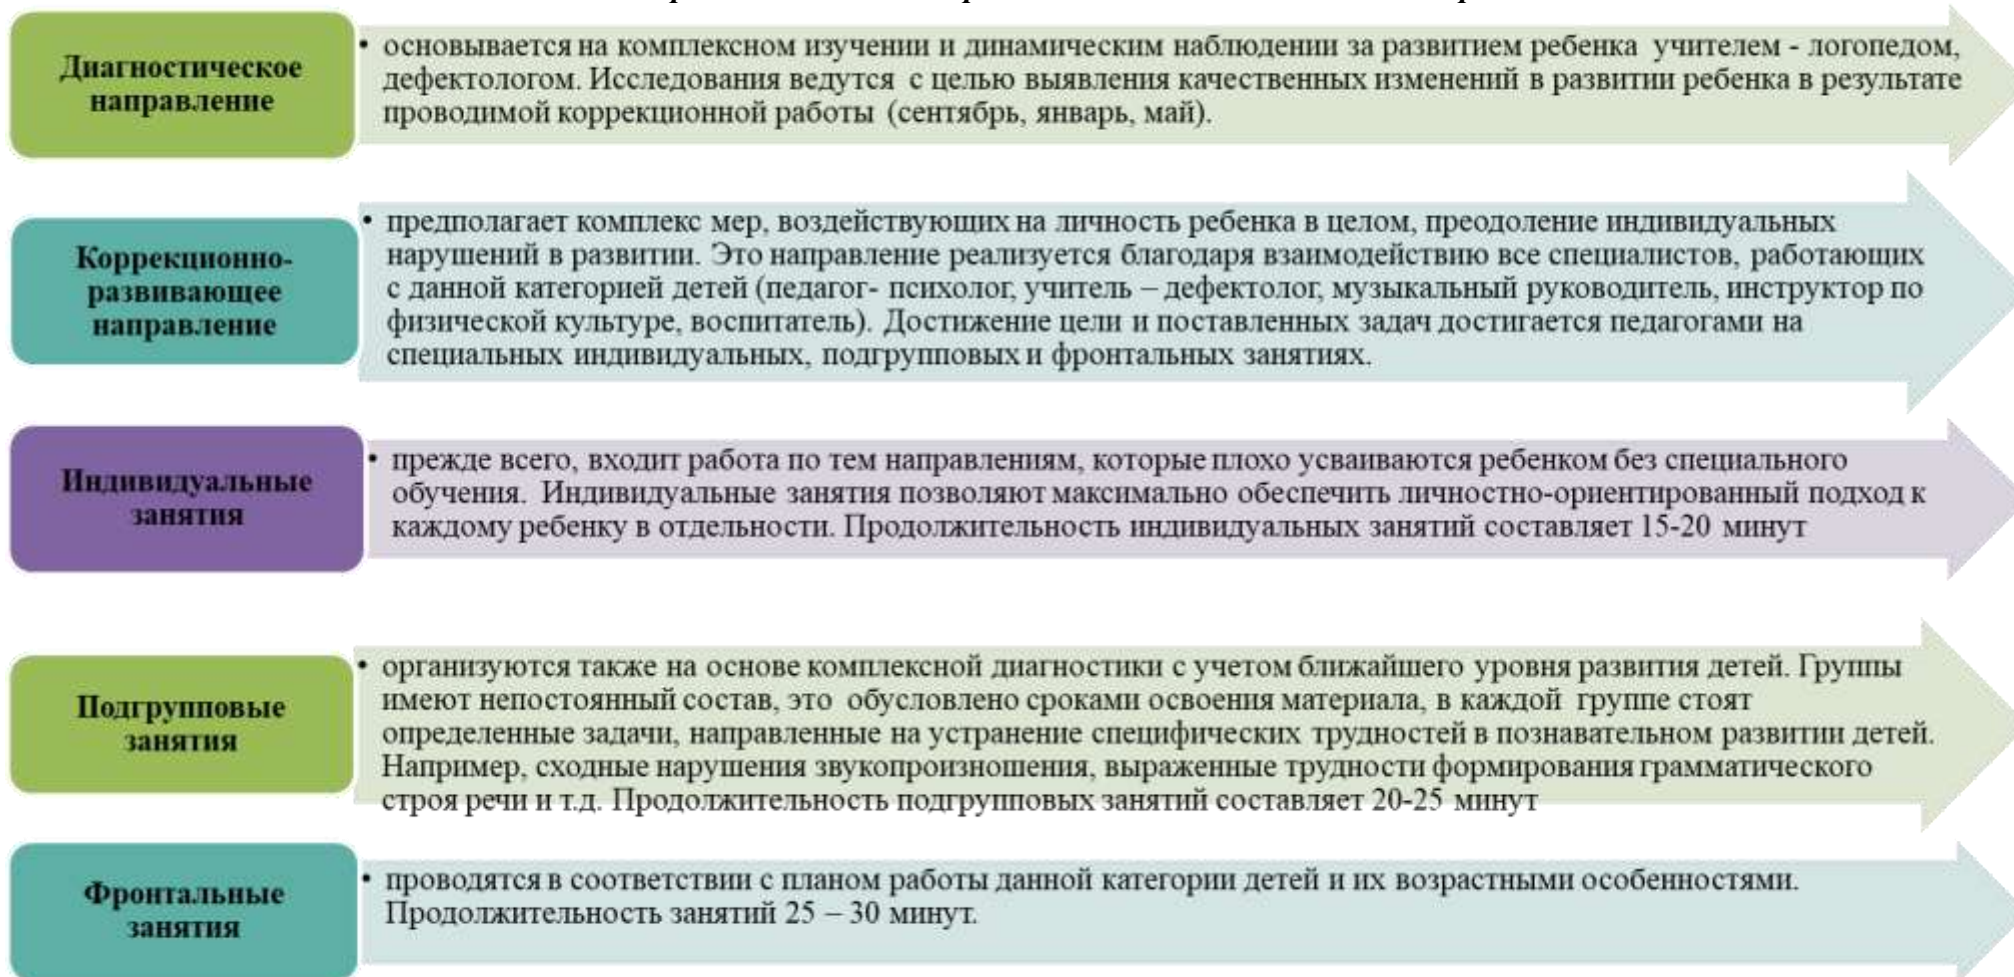 Диагностическое
направление
• основывается на комплексном изучении и динамическим наблюдении за развитием ребенка учителем - логопедом,
дефектологом. Исследования ведутся с целью выявления качественных изменений в развитии ребенка в результате
проводимой коррекционной работы (сентябрь, январь, май).
Коррекционно-
развивающее
направление
• предполагает комплекс мер, воздействующих на личность ребенка в целом, преодоление индивидуальных
нарушений в развитии. Это направление реализуется благодаря взаимодействию все специалистов, работающих
с данной категорией детей (педагог- психолог, учитель – дефектолог, музыкальный руководитель, инструктор по
физической культуре, воспитатель). Достижение цели и поставленных задач достигается педагогами на
специальных индивидуальных, подгрупповых и фронтальных занятиях.
Индивидуальные
занятия
• прежде всего, входит работа по тем направлениям, которые плохо усваиваются ребенком без специального
обучения. Индивидуальные занятия позволяют максимально обеспечить личностно-ориентированный подход к
каждому ребенку в отдельности. Продолжительность индивидуальных занятий составляет 15-20 минут
Подгрупповые
занятия
• организуются также на основе комплексной диагностики с учетом ближайшего уровня развития детей. Группы
имеют непостоянный состав, это обусловлено сроками освоения материала, в каждой группе стоят
определенные задачи, направленные на устранение специфических трудностей в познавательном развитии детей.
Например, сходные нарушения звукопроизношения, выраженные трудности формирования грамматического
строя речи и т.д. Продолжительность подгрупповых занятий составляет 20-25 минут
Фронтальные
занятия
• проводятся в соответствии с планом работы данной категории детей и их возрастными особенностями.
Продолжительность занятий 25 – 30 минут.